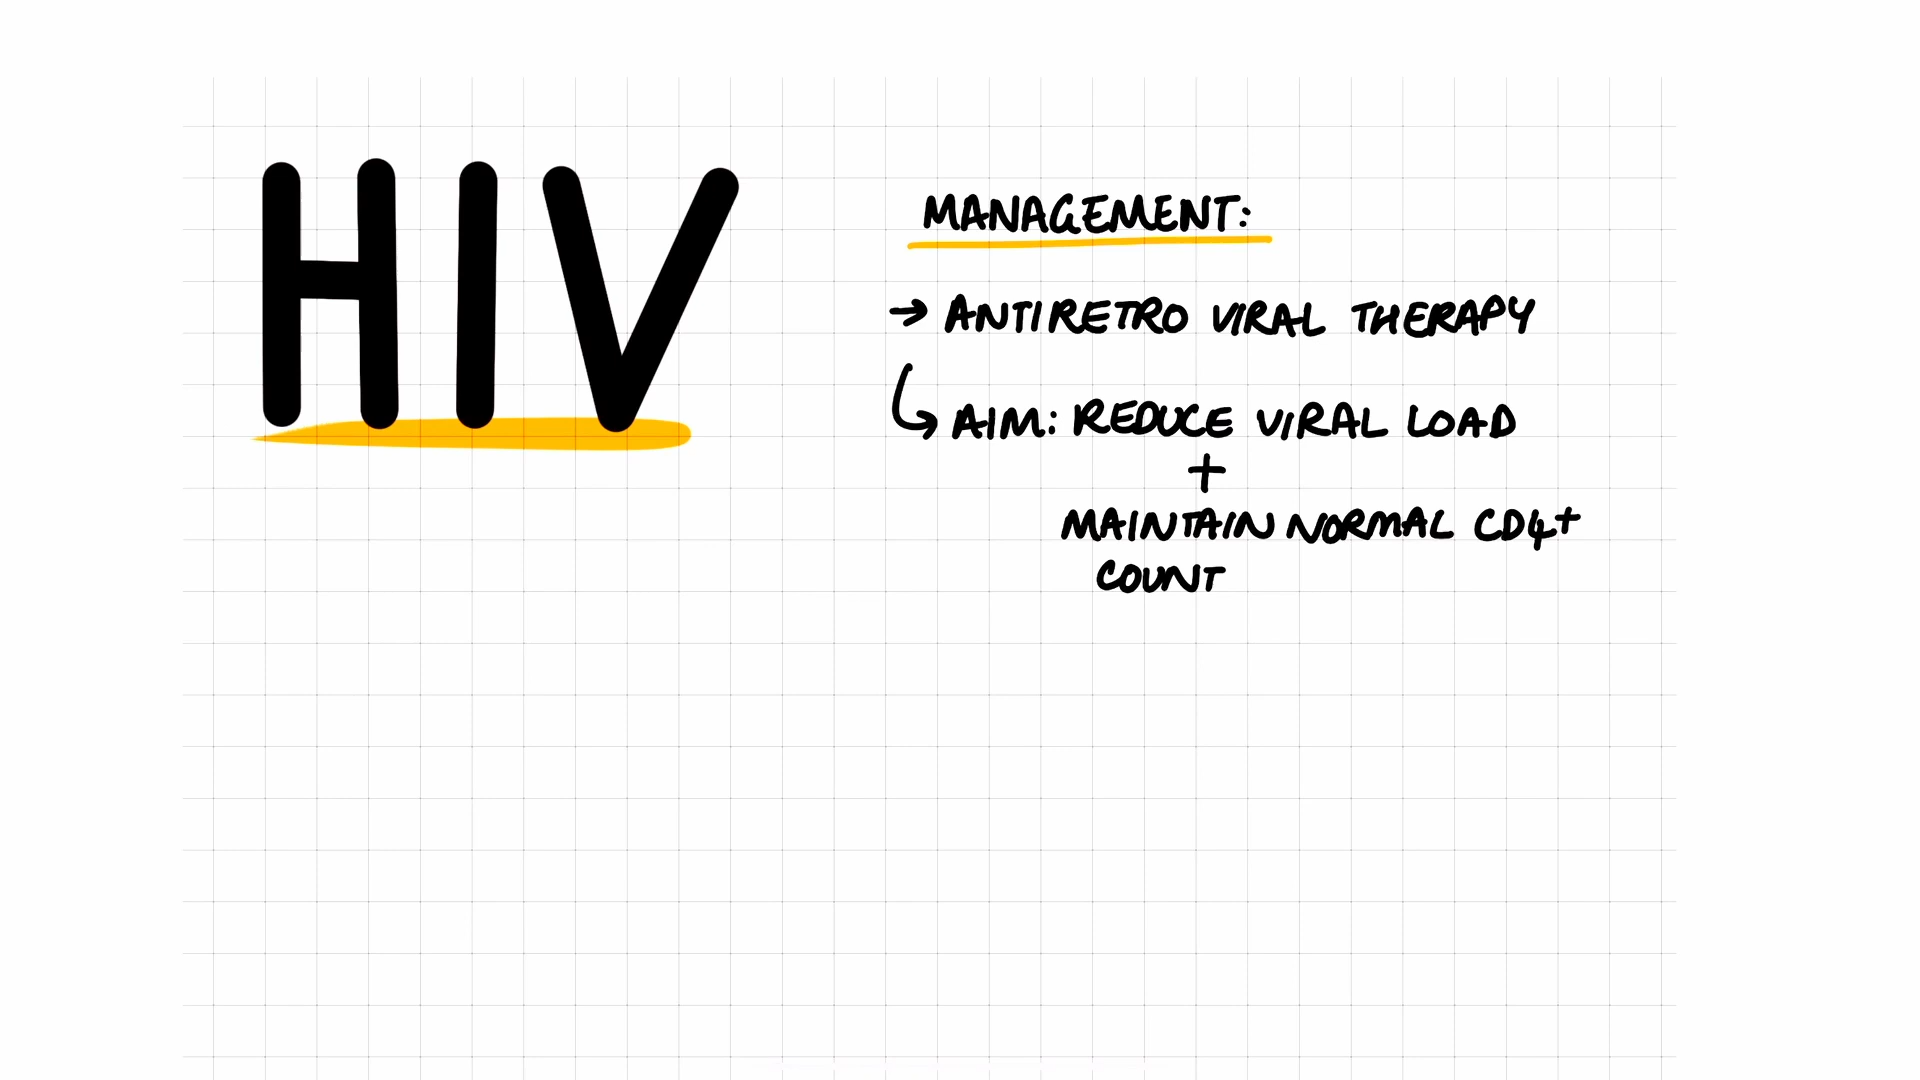 HIV
MANAGEMENT:
→ ANTIRETRO VIRAL THERAPY
↳ AIM: REDUCE VIRAL LOAD
+
MAINTAIN NORMAL CD4+
COUNT